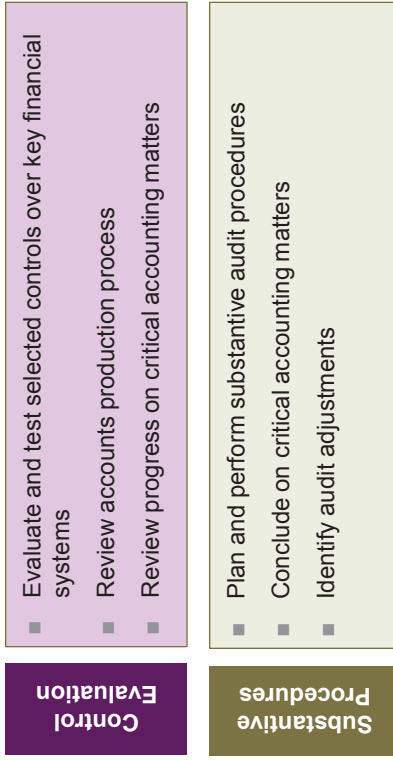 Control
Evaluation
Evaluate and test selected controls over key financial
systems
Review accounts production process
Review progress on critical accounting matters
Substantive
Procedures
Plan and perform substantive audit procedures
Conclude on critical accounting matters
Identify audit adjustments